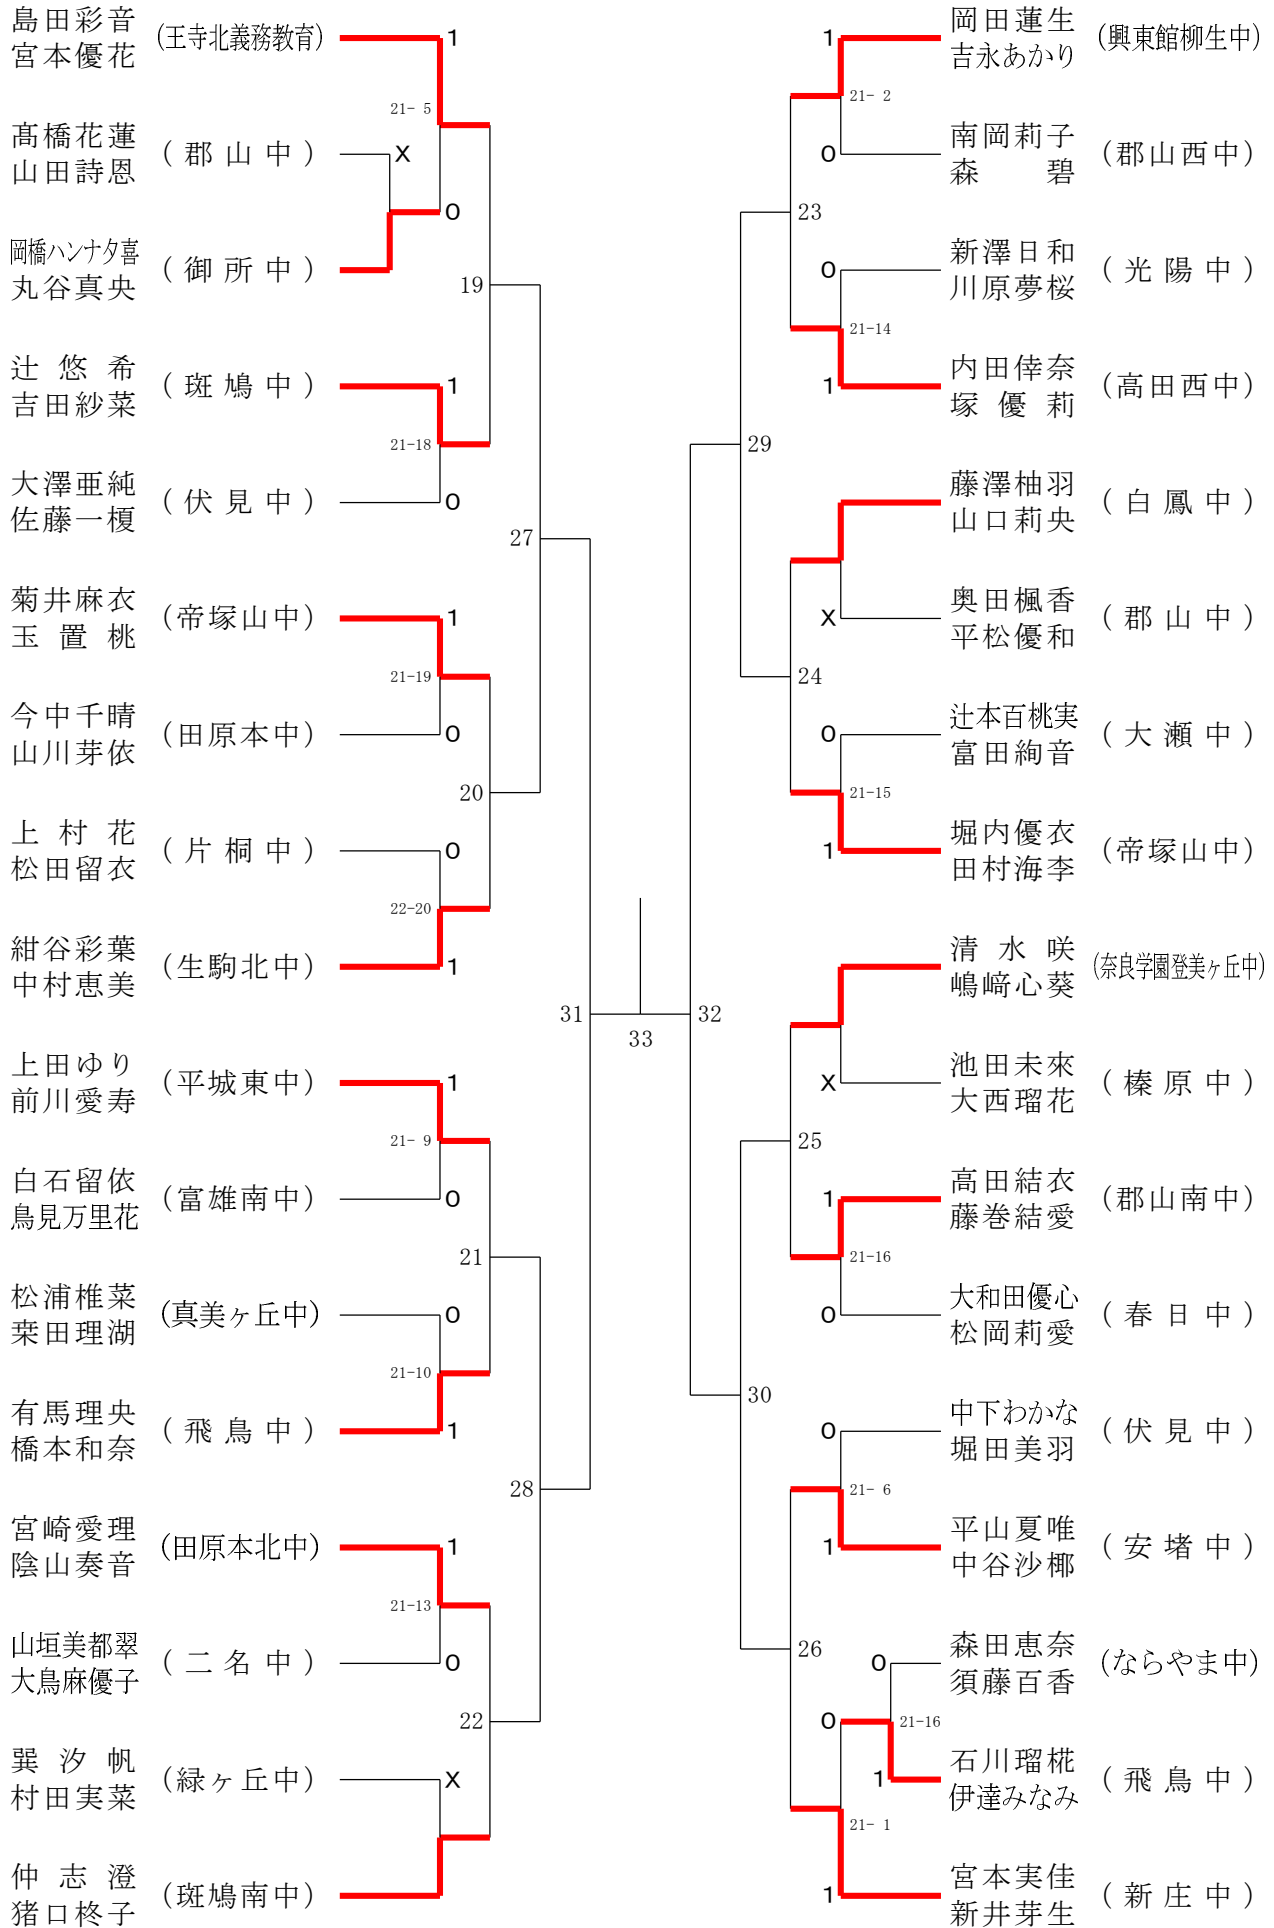 島田彩音
宮本優花
(王寺北義務教育)
1
21- 5
髙橋花蓮
山田詩恩
(郡山中)
X
0
岡橋ハンナ夕喜
丸谷真央
(御所中)
19
辻悠希
吉田紗菜
(斑鳩中)
1
21-18
大澤亜純
佐藤一榎
(伏見中)
0
27
菊井麻衣
玉置桃
(帝塚山中)
1
21-19
今中千晴
山川芽依
(田原本中)
0
20
上村花
松田留衣
(片桐中)
0
22-20
紺谷彩葉
中村恵美
(生駒北中)
1
31
33
上田ゆり
前川愛寿
(平城東中)
1
21- 9
白石留依
鳥見万里花
(富雄南中)
0
21
松浦椎菜
桒田理湖
(真美ヶ丘中)
0
21-10
有馬理央
橋本和奈
(飛鳥中)
1
28
宮崎愛理
陰山奏音
(田原本北中)
1
21-13
山垣美都翠
大鳥麻優子
(二名中)
0
22
巽汐帆
村田実菜
(緑ヶ丘中)
X
仲志澄
猪口柊子
(斑鳩南中)
1
岡田蓮生
吉永あかり
(興東館柳生中)
21- 2
0
南岡莉子
森碧
(郡山西中)
23
0
新澤日和
川原夢桜
(光陽中)
21-14
1
内田倖奈
塚優莉
(高田西中)
29
藤澤柚羽
山口莉央
(白鳳中)
X
奥田楓香
平松優和
(郡山中)
24
0
辻本百桃実
富田絢音
(大瀬中)
21-15
1
堀内優衣
田村海李
(帝塚山中)
清水咲
嶋﨑心葵
(奈良学園登美ヶ丘中)
32
X
池田未來
大西瑠花
(榛原中)
25
1
高田結衣
藤巻結愛
(郡山南中)
21-16
0
大和田優心
松岡莉愛
(春日中)
30
0
中下わかな
堀田美羽
(伏見中)
21- 6
1
平山夏唯
中谷沙椰
(安堵中)
26
0
森田恵奈
須藤百香
(ならやま中)
0
21-16
1
石川瑠椛
伊達みなみ
(飛鳥中)
21- 1
1
宮本実佳
新井芽生
(新庄中)